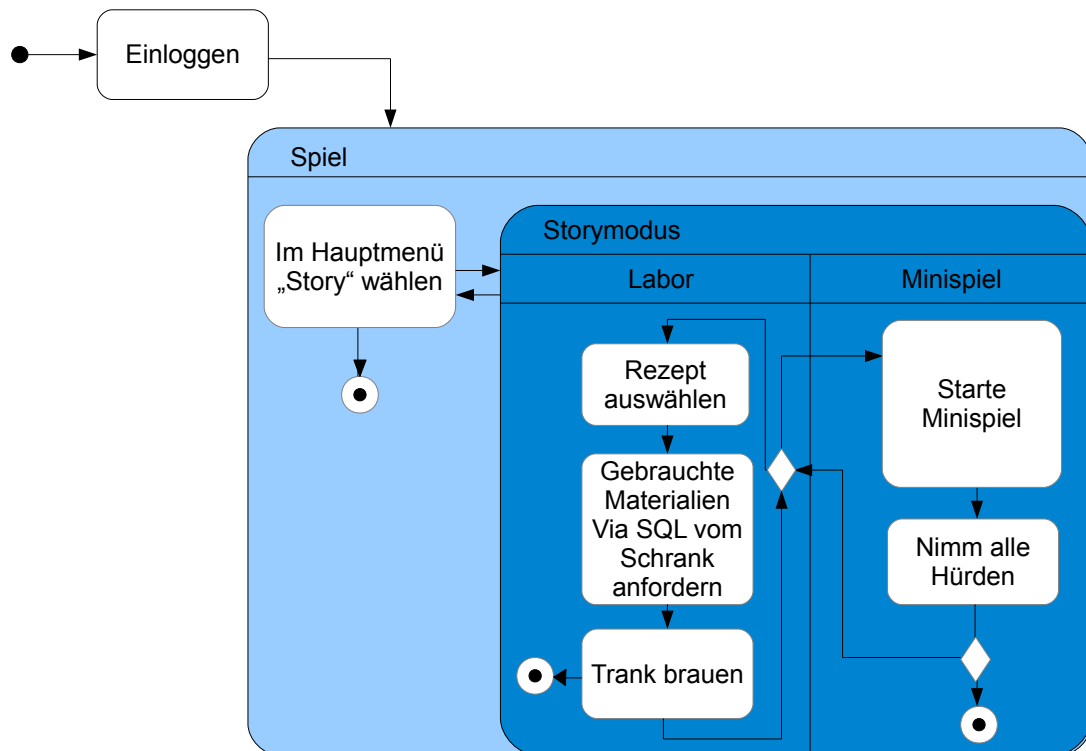 Einloggen
Spiel
Im Hauptmenü
„Story“ wählen
Storymodus
Labor
Minispiel
Rezept
auswählen
Gebrauchte
Materialien
Via SQL vom
Schrank
anfordern
Trank brauen
Starte
Minispiel
Nimm alle
Hürden